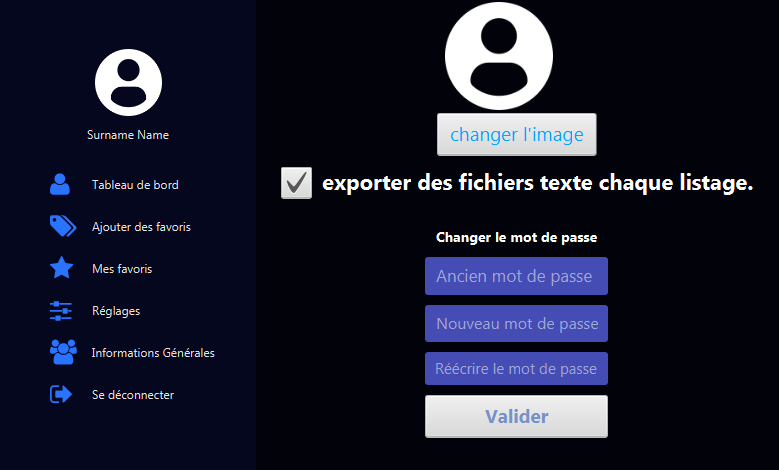 Surname Name
Tableau de bord
Ajouter des favoris
Mes favoris
Réglages
Informations Générales
Se déconnecter
changer l'image
exporter des fichiers texte chaque listage.
Changer le mot de passe
Ancien mot de passe
Nouveau mot de passe
Réécrire le mot de passe
Valider